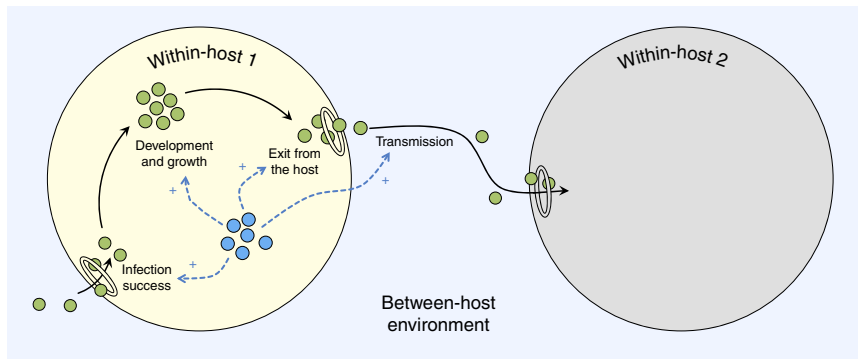 Within-host 1
Within-host 2
Development
and growth
Exit from
the host
Transmission
+
+
+
Infection
success
+
Between-host
environment